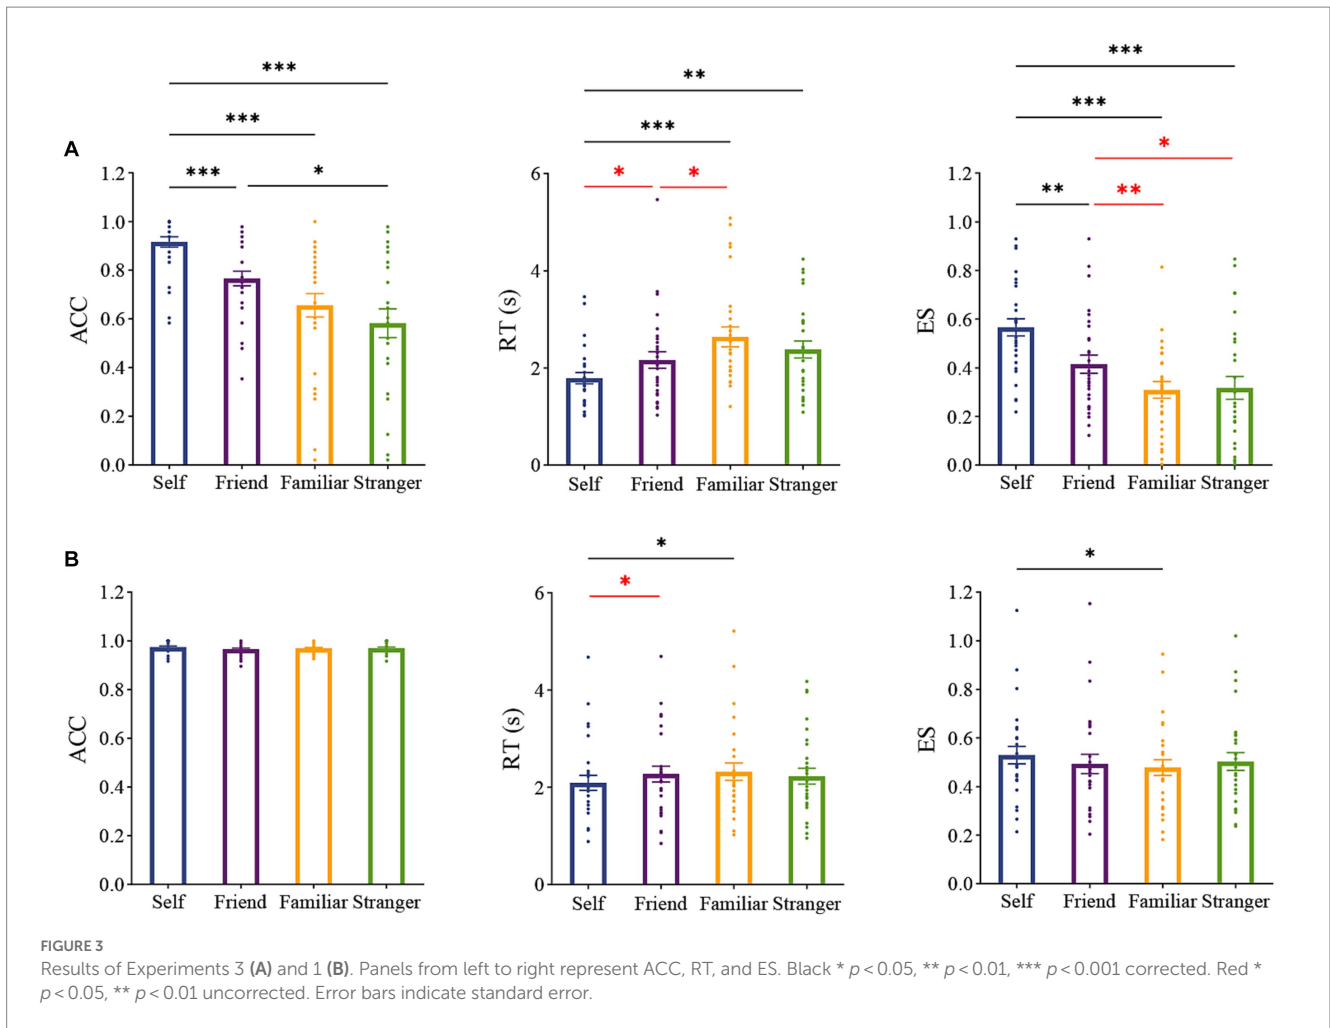 ***
***
*** *
A
1.2
1.0
0.8
0.6
0.4
0.2
0.0
ACC
Self Friend Familiar Stranger
**
***
* *
6
4
2
0
RT (s)
Self Friend Familiar Stranger
***
***
*
** **
1.2
1.0
0.8
0.6
0.4
0.2
0.0
ES
Self Friend Familiar Stranger
B
1.2
1.0
0.8
0.6
0.4
0.2
0.0
ACC
Self Friend Familiar Stranger
*
*
6
4
2
0
RT (s)
Self Friend Familiar Stranger
*
1.2
1.0
0.8
0.6
0.4
0.2
0.0
ES
Self Friend Familiar Stranger
FIGURE 3
Results of Experiments 3 (A) and 1 (B). Panels from left to right represent ACC, RT, and ES. Black * p < 0.05, ** p < 0.01, *** p < 0.001 corrected. Red *
p < 0.05, ** p < 0.01 uncorrected. Error bars indicate standard error.